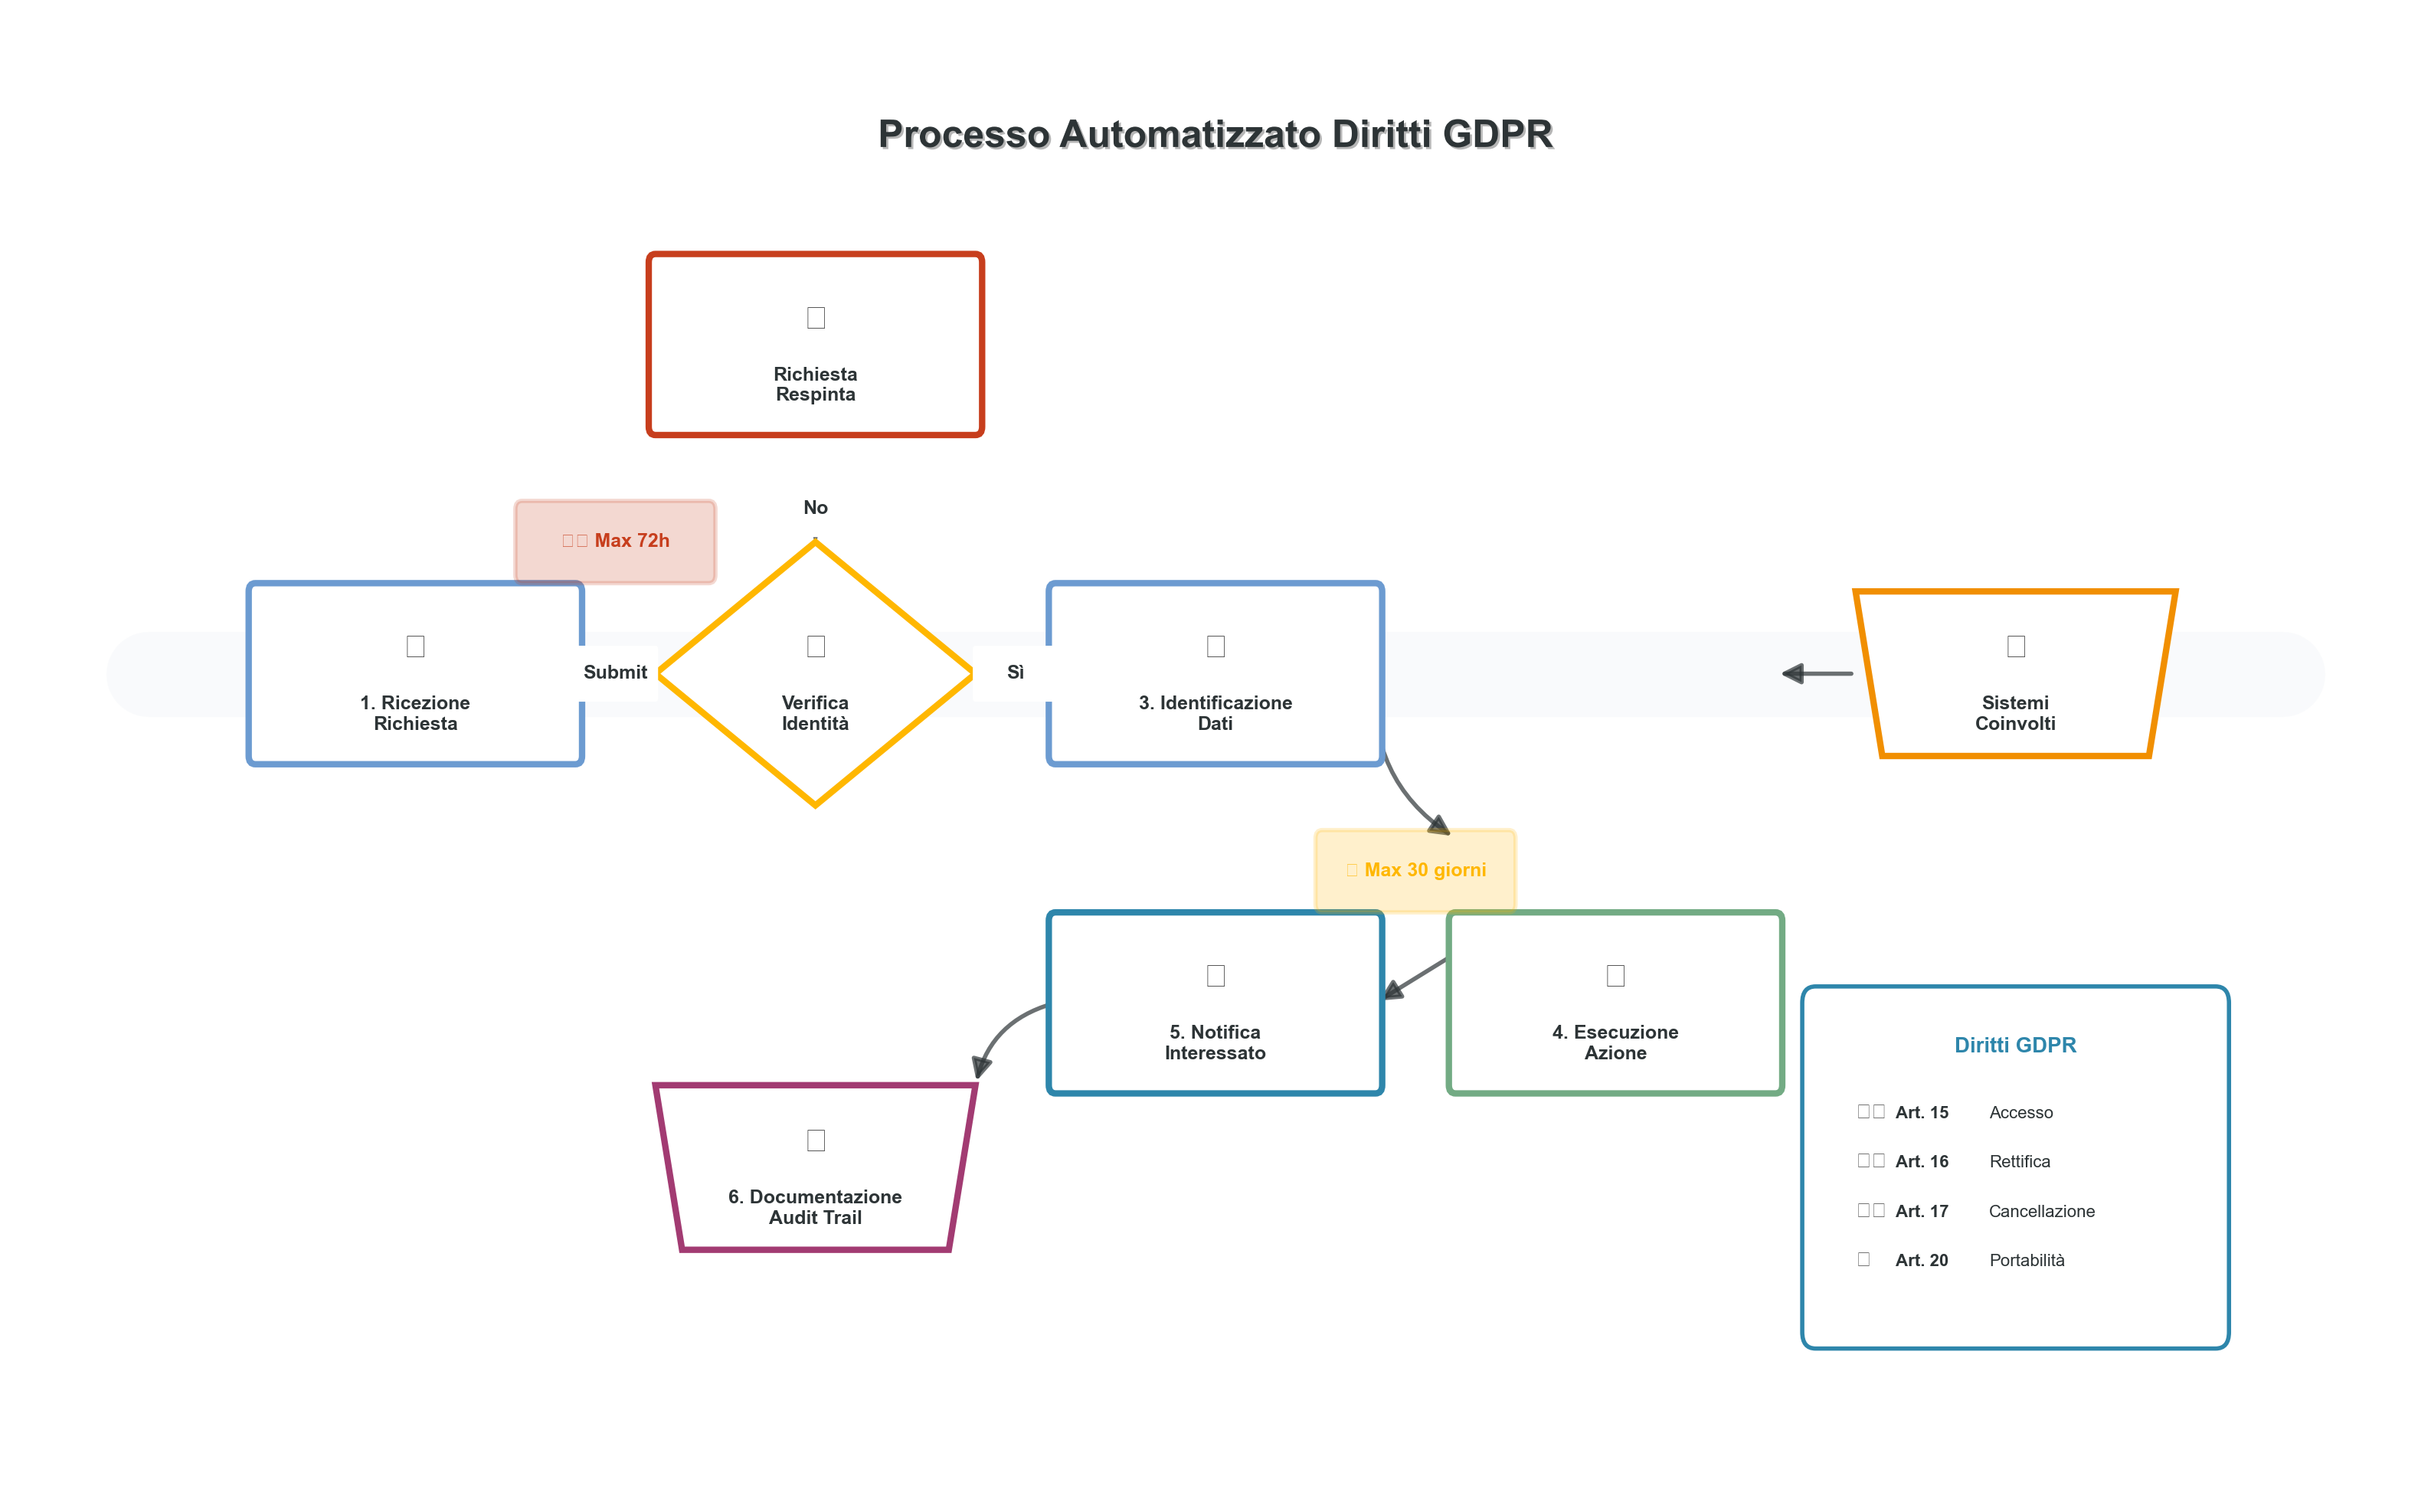 Processo Automatizzato Diritti GDPR
Richiesta
Respinta
No
Max 72h
1. Ricezione
Richiesta
Submit
Verifica
Identità
Sì
3. Identificazione
Dati
Sistemi
Coinvolti
Max 30 giorni
5. Notifica
Interessato
4. Esecuzione
Azione
6. Documentazione
Audit Trail
Diritti GDPR
Art. 15 Accesso
Art. 16 Rettifica
Art. 17 Cancellazione
Art. 20 Portabilità